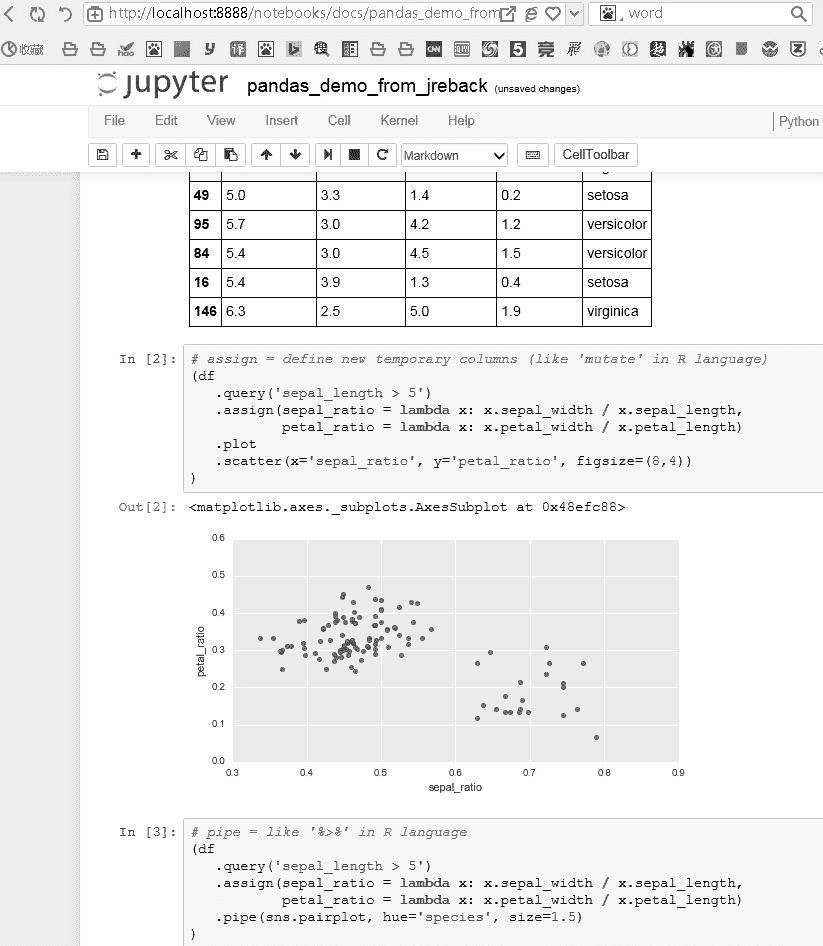 http://localhost:8888/notebooks/docs/pandas_demo_from
word
收藏
jupyter pandas_demo_from_jreback (unsaved changes)
File Edit View Insert Cell Kernel Help Python
Markdown CellToolbar
49 5.0 3.3 1.4 0.2 setosa
95 5.7 3.0 4.2 1.2 versicolor
84 5.4 3.0 4.5 1.5 versicolor
16 5.4 3.9 1.3 0.4 setosa
146 6.3 2.5 5.0 1.9 virginica
In [2]: # assign = define new temporary columns (like 'mutate' in R language)
(df
.query('sepal_length > 5')
.assign(sepal_ratio = lambda x: x.sepal_width / x.sepal_length,
petal_ratio = lambda x: x.petal_width / x.petal_length)
.plot
.scatter(x='sepal_ratio', y='petal_ratio', figsize=(8,4))
)
Out[2]: <matplotlib.axes._subplots.AxesSubplot at 0x48efc88>
0.6
0.5
0.4
0.3
0.2
0.1
0.0
petal_ratio
0.3 0.4 0.5 0.6 0.7 0.8 0.9
sepal_ratio
In [3]: # pipe = like '%>%' in R language
(df
.query('sepal_length > 5')
.assign(sepal_ratio = lambda x: x.sepal_width / x.sepal_length,
petal_ratio = lambda x: x.petal_width / x.petal_length)
.pipe(sns.pairplot, hue='species', size=1.5)
)